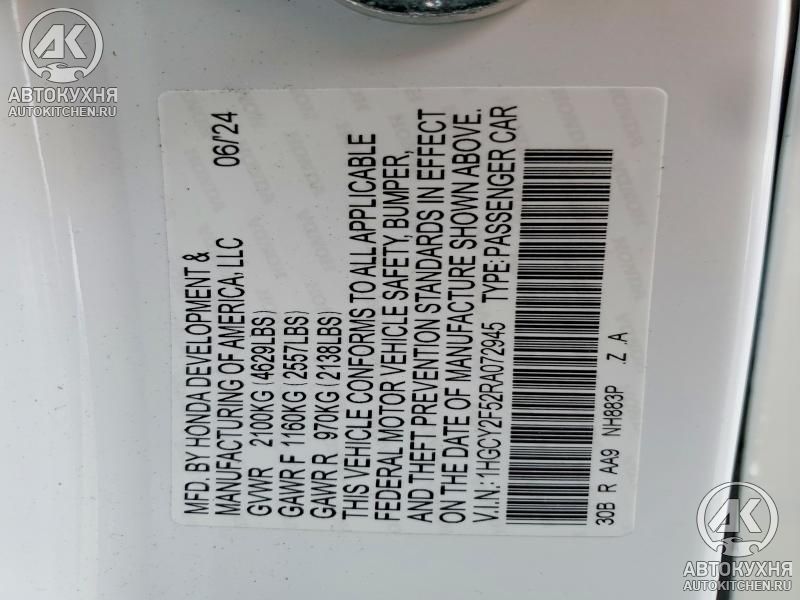 AK
АВТОКУХНЯ
AUTOKITCHEN.RU
MFD. BY HONDA DEVELOPMENT & 06/'24
MANUFACTURING OF AMERICA, LLC
GVWR 2100KG (4629LBS)
GAWR F 1160KG (2557LBS)
GAWR R 970KG (2138LBS)
THIS VEHICLE CONFORMS TO ALL APPLICABLE
FEDERAL MOTOR VEHICLE SAFETY, BUMPER,
AND THEFT PREVENTION STANDARDS IN EFFECT
ON THE DATE OF MANUFACTURE SHOWN ABOVE.
V.I.N.: 1HGCY2F52RA072945 TYPE: PASSENGER CAR
30B R AA9 NH883P .Z .A
AK
АВТОКУХНЯ
AUTOKITCHEN.RU